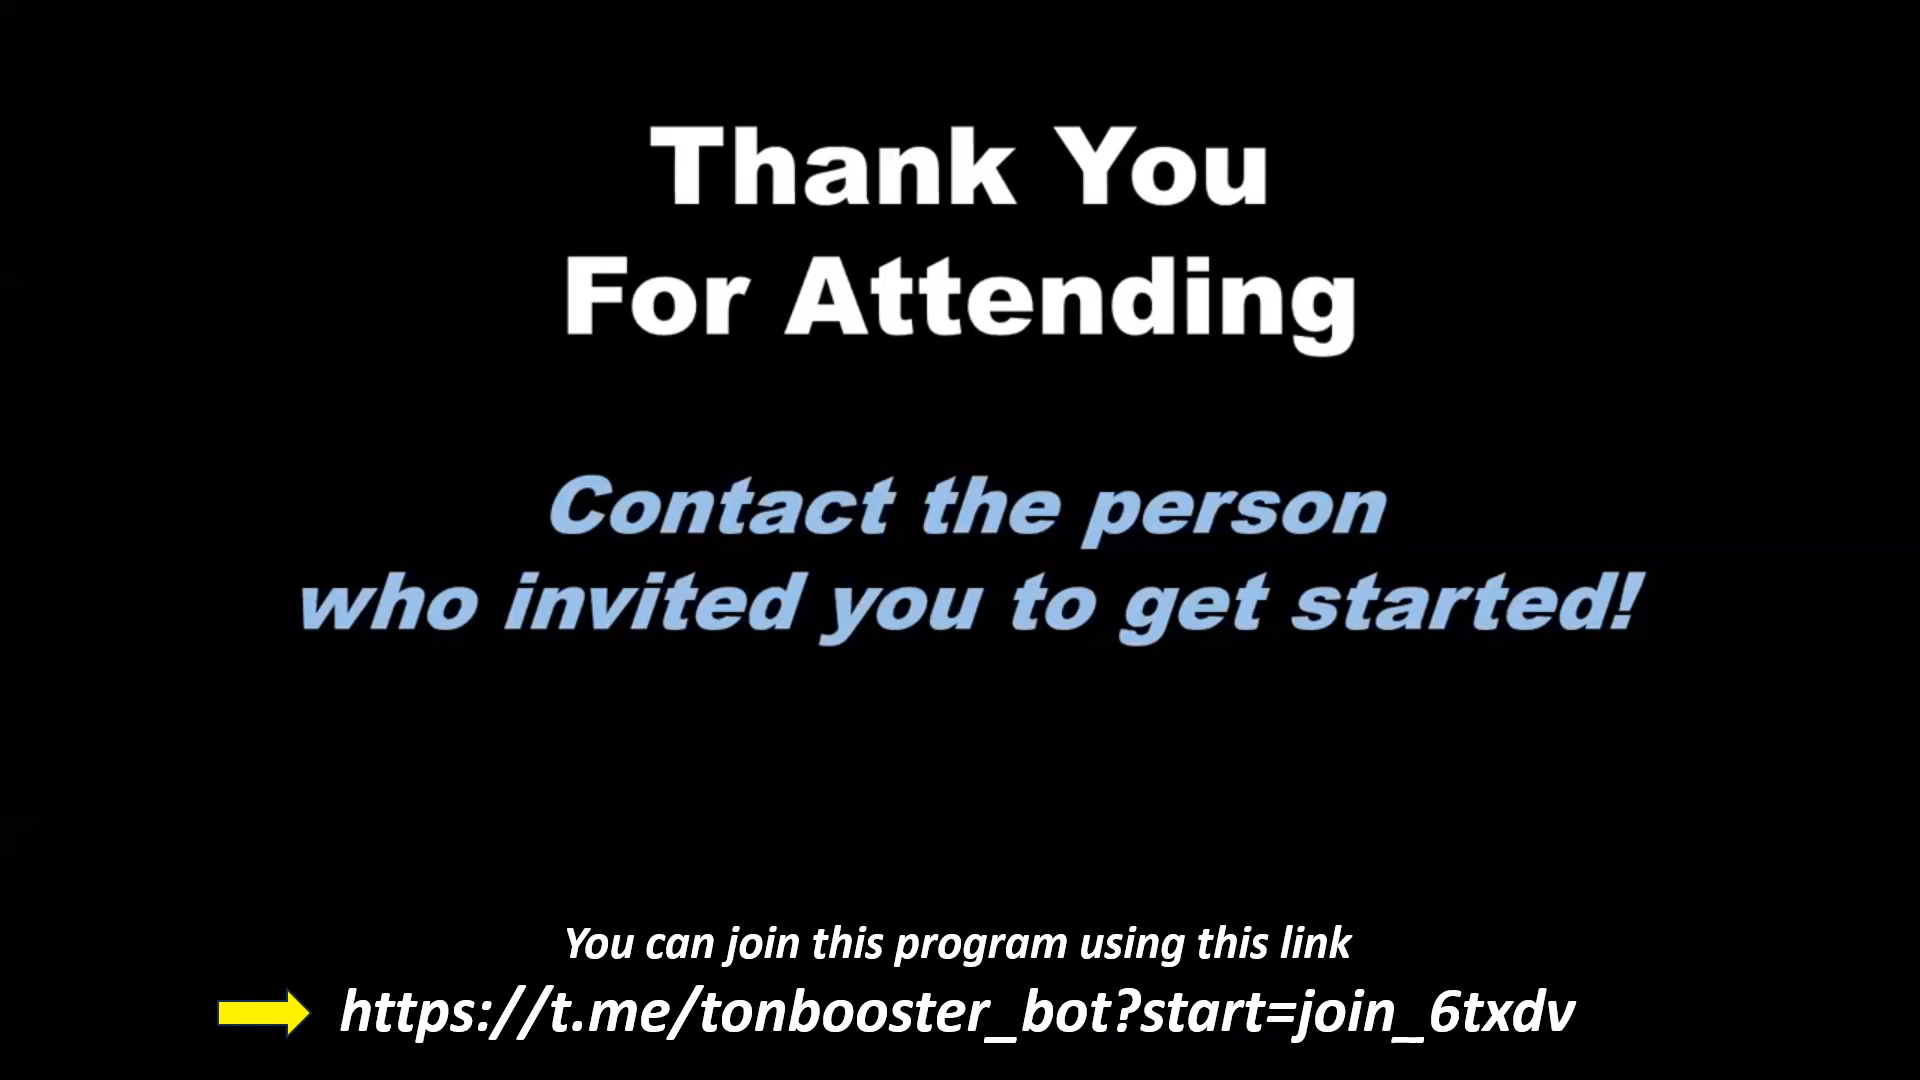 Thank You
For Attending
Contact the person
who invited you to get started!
You can join this program using this link
https://t.me/tonbooster_bot?start=join_6txdv